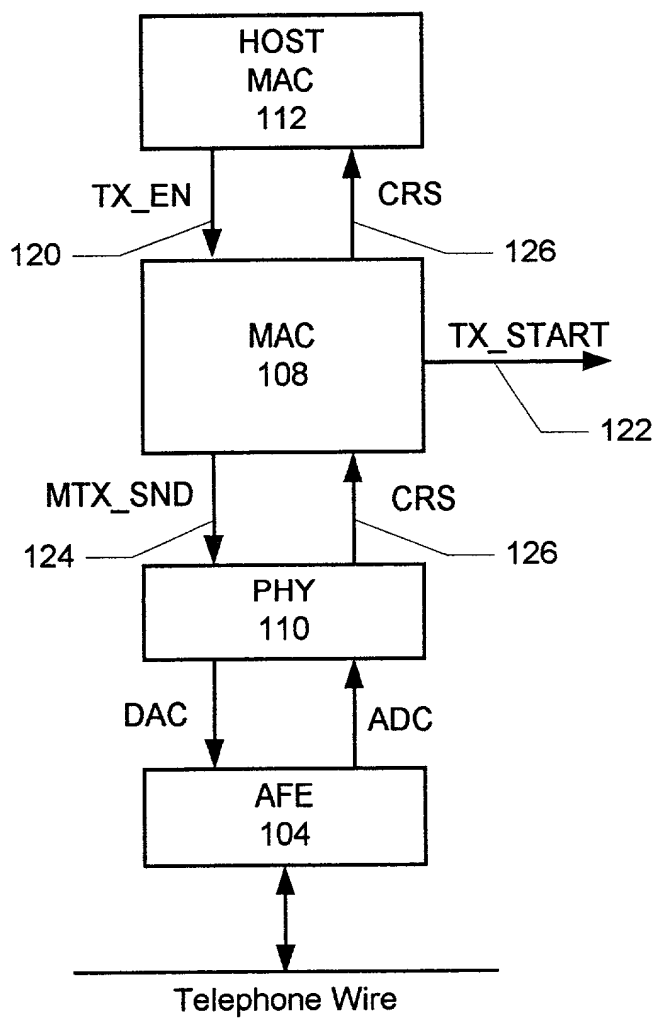 HOST
MAC
112
TX_EN
CRS
120
126
MAC
108
TX_START
122
MTX_SND
CRS
124
126
PHY
110
DAC
ADC
AFE
104
Telephone Wire